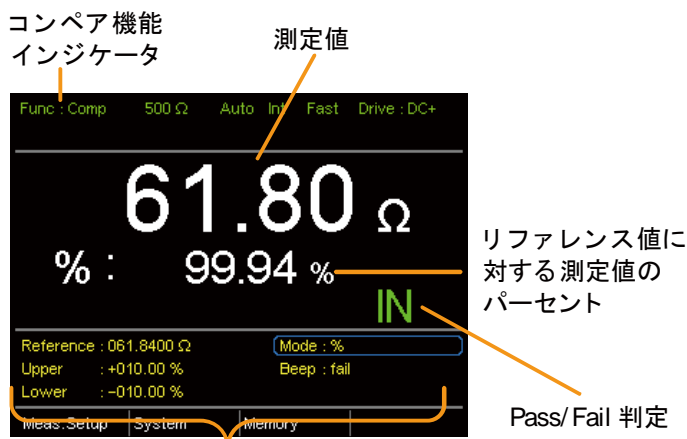 コンペア機能
インジケータ
測定値
Func : Comp 500 Ω Auto Int Fast Drive : DC+
61.80 Ω
% : 99.94 %
IN
リファレンス値に
対する測定値の
パーセント
Reference : 061.8400 Ω Mode : %
Upper : +010.00 % Beep : fail
Lower : −010.00 %
Meas.Setup System Memory
Pass/Fail 判定